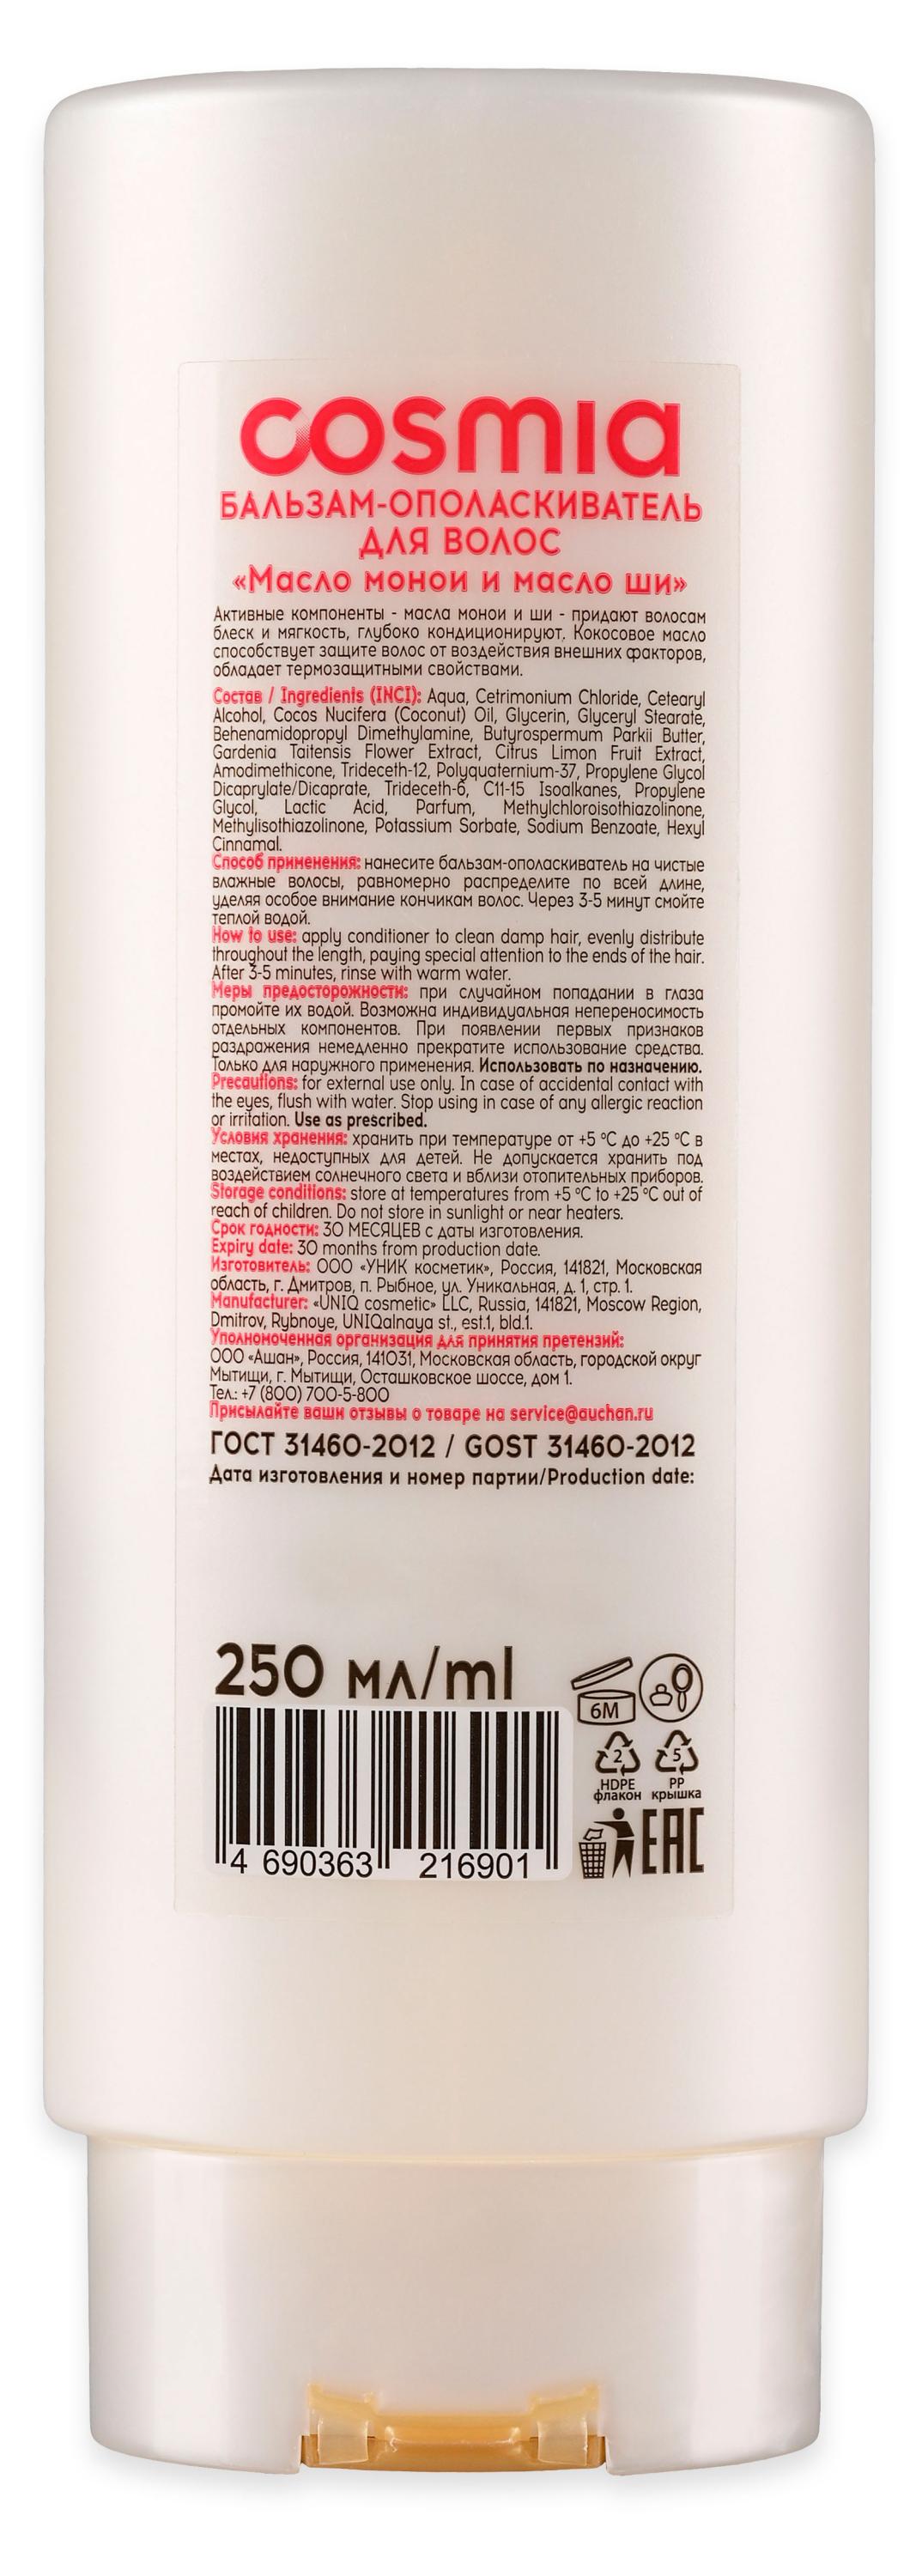 cosmia
БАЛЬЗАМ-ОПОЛАСКИВАТЕЛЬ
ДЛЯ ВОЛОС
«Масло монои и масло ши»
Активные компоненты - масла монои и ши - придают волосам
блеск и мягкость, глубоко кондиционируют. Кокосовое масло
способствует защите волос от воздействия внешних факторов,
обладает термозащитными свойствами.
Состав / Ingredients (INCI): Aqua, Cetrimonium Chloride, Cetearyl
Alcohol, Cocos Nucifera (Coconut) Oil, Glycerin, Glyceryl Stearate,
Behenamidopropyl Dimethylamine, Butyrospermum Parkii Butter,
Gardenia Taitensis Flower Extract, Citrus Limon Fruit Extract,
Amodimethicone, Trideceth-12, Polyquaternium-37, Propylene Glycol
Dicaprylate/Dicaprate, Trideceth-6, C11-15 Isoalkanes, Propylene
Glycol, Lactic Acid, Parfum, Methylchloroisothiazolinone,
Methylisothiazolinone, Potassium Sorbate, Sodium Benzoate, Hexyl
Cinnamal.
Способ применения: нанесите бальзам-ополаскиватель на чистые
влажные волосы, равномерно распределите по всей длине,
уделяя особое внимание кончикам волос. Через 3-5 минут смойте
теплой водой.
How to use: apply conditioner to clean damp hair, evenly distribute
throughout the length, paying special attention to the ends of the hair.
After 3-5 minutes, rinse with warm water.
Меры предосторожности: при случайном попадании в глаза
промойте их водой. Возможна индивидуальная непереносимость
отдельных компонентов. При появлении первых признаков
раздражения немедленно прекратите использование средства.
Только для наружного применения. Использовать по назначению.
Precautions: for external use only. In case of accidental contact with
the eyes, flush with water. Stop using in case of any allergic reaction
or irritation. Use as prescribed.
Условия хранения: хранить при температуре от +5 °C до +25 °C в
местах, недоступных для детей. Не допускается хранить под
воздействием солнечного света и вблизи отопительных приборов.
Storage conditions: store at temperatures from +5 °C to +25 °C out of
reach of children. Do not store in sunlight or near heaters.
Срок годности: 30 МЕСЯЦЕВ с даты изготовления.
Expiry date: 30 months from production date.
Изготовитель: ООО «УНИК косметик», Россия, 141821, Московская
область, г. Дмитров, п. Рыбное, ул. Уникальная, д. 1, стр. 1.
Manufacturer: «UNIQ cosmetic» LLC, Russia, 141821, Moscow Region,
Dmitrov, Rybnoye, UNIQalnaya st., est.1, bld.1.
Уполномоченная организация для принятия претензий:
ООО «Ашан», Россия, 141031, Московская область, городской округ
Мытищи, г. Мытищи, Осташковское шоссе, дом 1.
Тел.: +7 (800) 700-5-800
Присылайте ваши отзывы о товаре на service@auchan.ru
ГОСТ 31460-2012 / GOST 31460-2012
Дата изготовления и номер партии/Production date:
250 мл/ml
6M
2 5
HDPE PP
флакон крышка
EAC
4 690363 216901